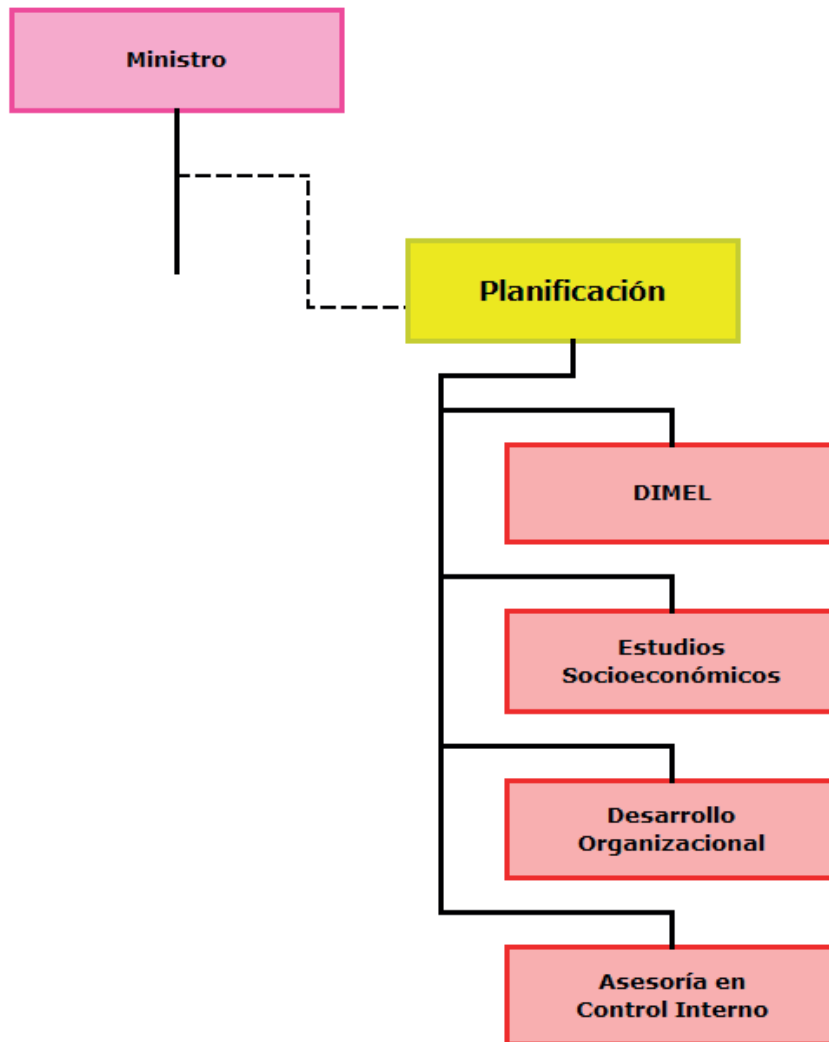 Ministro
Planificación
DIMEL
Estudios
Socioeconómicos
Desarrollo
Organizacional
Asesoría en
Control Interno